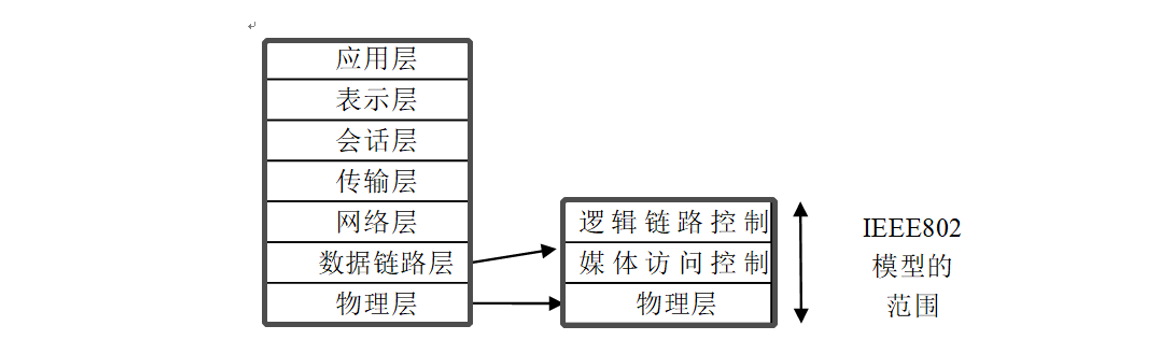 应用层
表示层
会话层
传输层
网络层
数据链路层
物理层
逻辑链路控制
媒体访问控制
物理层
IEEE802
模型的
范围